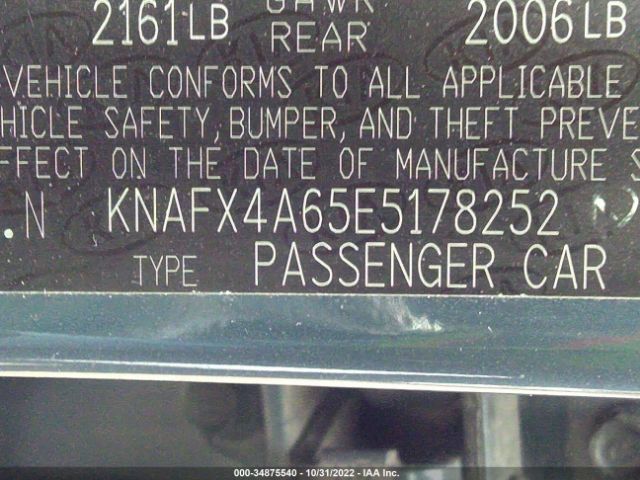 2161LB GAWR 2006LB
REAR
VEHICLE CONFORMS TO ALL APPLICABLE
HICLE SAFETY, BUMPER, AND THEFT PREVE
FFECT ON THE DATE OF MANUFACTURE S
.N KNAFX4A65E5178252
TYPE PASSENGER CAR
000-34875540 - 10/31/2022 - IAA Inc.